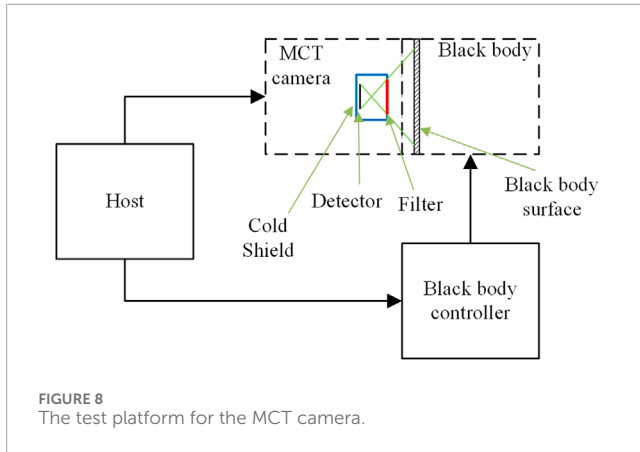 MCT
camera
Black body
Host
Cold
Shield
Detector
Filter
Black body
surface
Black body
controller
FIGURE 8
The test platform for the MCT camera.